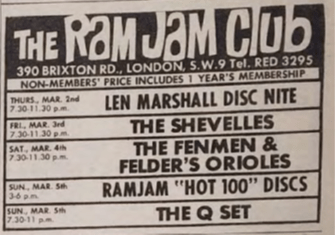 THE RAM JAM CLUB
390 BRIXTON RD., LONDON, S.W.9 Tel. RED 3295
NON-MEMBERS' PRICE INCLUDES 1 YEAR'S MEMBERSHIP
THURS., MAR. 2nd
7.30-11.30 p.m.
LEN MARSHALL DISC NITE
FRI., MAR. 3rd
7.30-11.30 p.m.
THE SHEVELLES
SAT., MAR. 4th
7.30-11.30 p.m.
THE FENMEN &
FELDER'S ORIOLES
SUN., MAR. 5th
3-6 p.m.
RAMJAM "HOT 100" DISCS
SUN., MAR. 5th
7.30-11 p.m.
THE Q SET